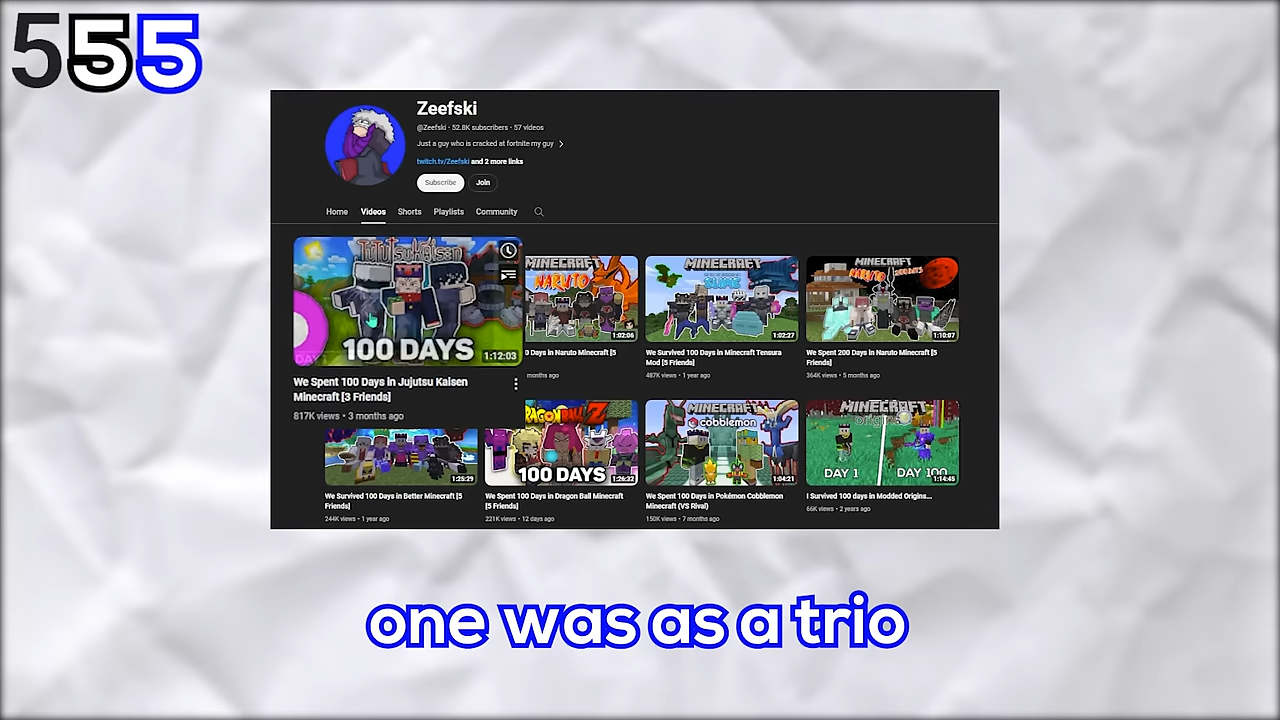 555
Zeefski
@Zeefski · 52.8K subscribers · 57 videos
Just a guy who is cracked at fortnite my guy >
twitch.tv/Zeefski and 2 more links
Subscribe
Join
Home Videos Shorts Playlists Community
JuJutsuKaisen
DAY 1
100 DAYS
1:12:03
We Spent 100 Days in Jujutsu Kaisen
Minecraft [3 Friends]
817K views • 3 months ago
MINECRAFT
NARUTO
1:02:06
0 Days in Naruto Minecraft [5
months ago
MINECRAFT
SLIME
1:02:27
We Survived 100 Days in Minecraft Tensura
Mod [5 Friends]
487K views • 1 year ago
MINECRAFT
NARUTO 200 DAYS
1:10:07
We Spent 200 Days in Naruto Minecraft [5
Friends]
364K views • 5 months ago
1:25:29
We Survived 100 Days in Better Minecraft [5
Friends]
244K views • 1 year ago
DRAGON BALL Z
100 DAYS
1:26:32
We Spent 100 Days in Dragon Ball Minecraft
[5 Friends]
221K views • 12 days ago
MINECRAFT
cobblemon
1:04:21
We Spent 100 Days in Pokémon Cobblemon
Minecraft (VS Rival)
150K views • 7 months ago
MINECRAFT
Origins
DAY 1
DAY 100
1:14:45
I Survived 100 days in Modded Origins...
66K views • 2 years ago
one was as a trio